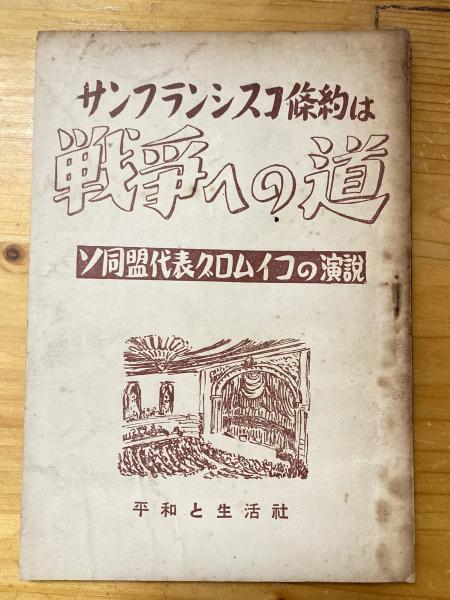 サンフランシスコ條約は
戦爭への道
ソ同盟代表グロムイコの演説
平和と生活社